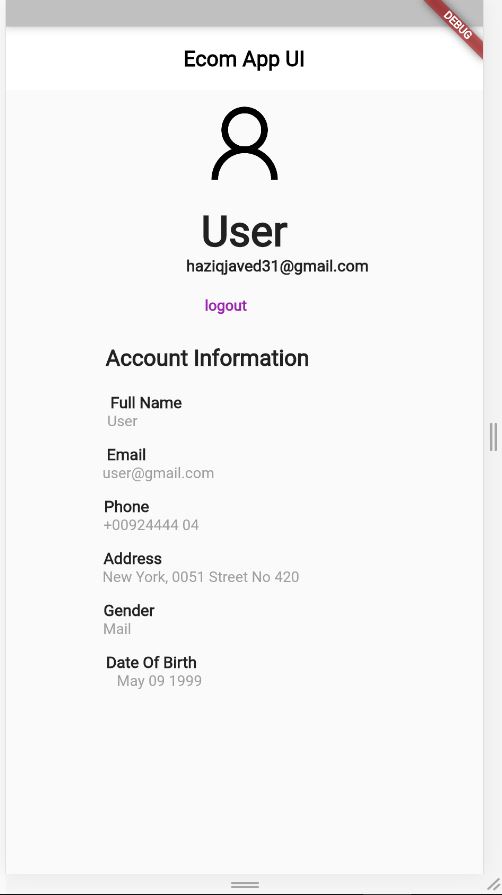 DEBUG
Ecom App UI
User
haziqjaved31@gmail.com
logout
Account Information
Full Name
User
Email
user@gmail.com
Phone
+00924444 04
Address
New York, 0051 Street No 420
Gender
Mail
Date Of Birth
May 09 1999